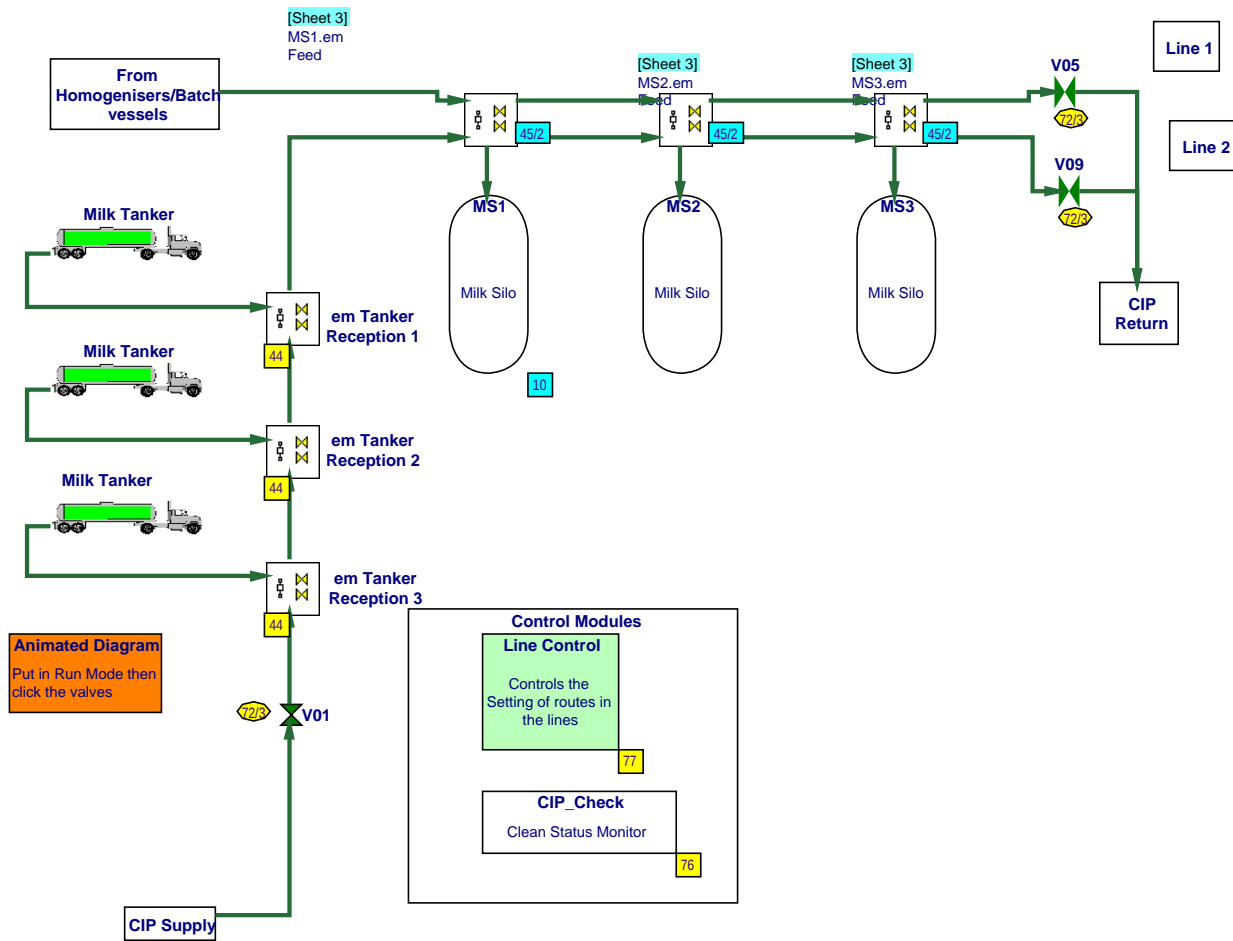 [Sheet 3]
MS1.em
Feed
From
Homogenisers/Batch
vessels
[Sheet 3]
MS2.em
Feed
[Sheet 3]
MS3.em
Feed
V05
Line 1
72/3
Line 2
45/2
45/2
45/2
V09
72/3
MS1
MS2
MS3
Milk Silo
Milk Silo
Milk Silo
CIP
Return
10
Milk Tanker
em Tanker
Reception 1
44
Milk Tanker
em Tanker
Reception 2
44
Milk Tanker
em Tanker
Reception 3
44
Animated Diagram
Put in Run Mode then
click the valves
72/3
V01
Control Modules
Line Control
Controls the
Setting of routes in
the lines
77
CIP_Check
Clean Status Monitor
76
CIP Supply